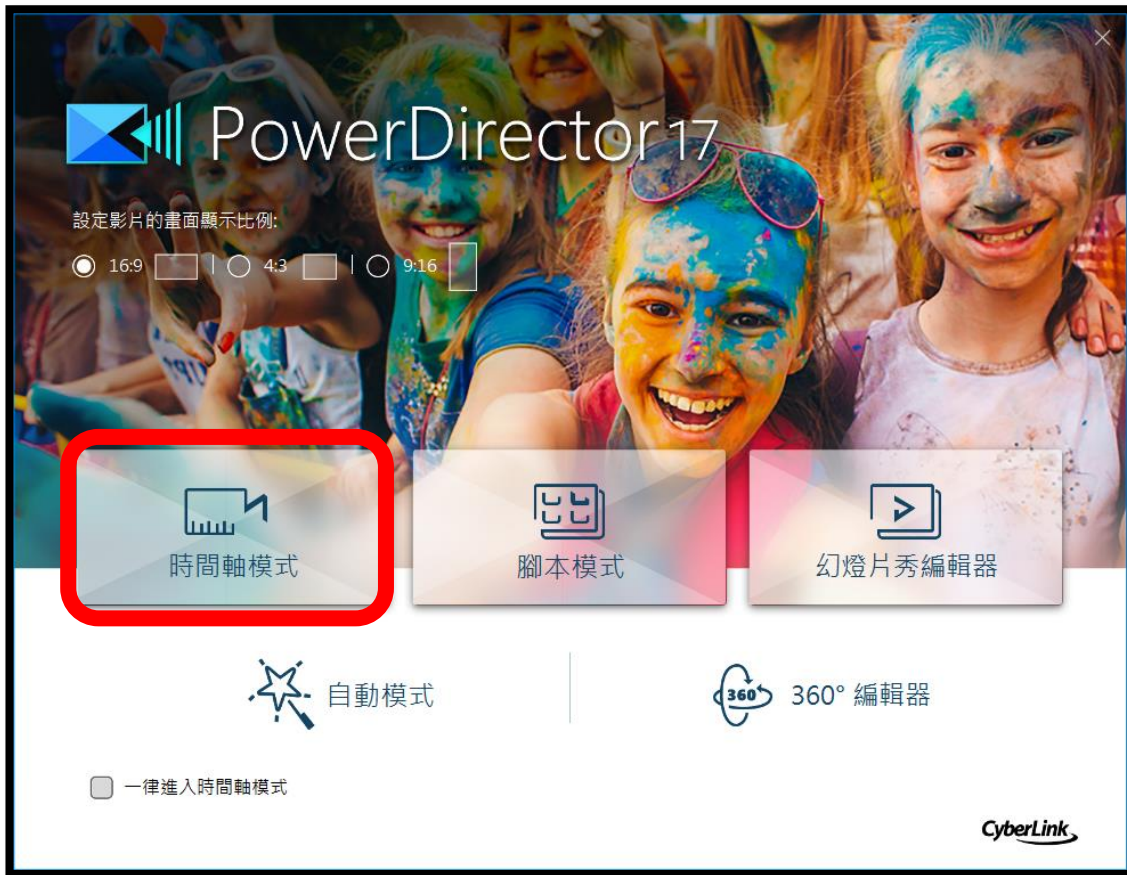 PowerDirector 17
設定影片的畫面顯示比例:
16:9 | 4:3 | 9:16
時間軸模式
腳本模式
幻燈片秀編輯器
自動模式
360 360° 編輯器
一律進入時間軸模式
CyberLink